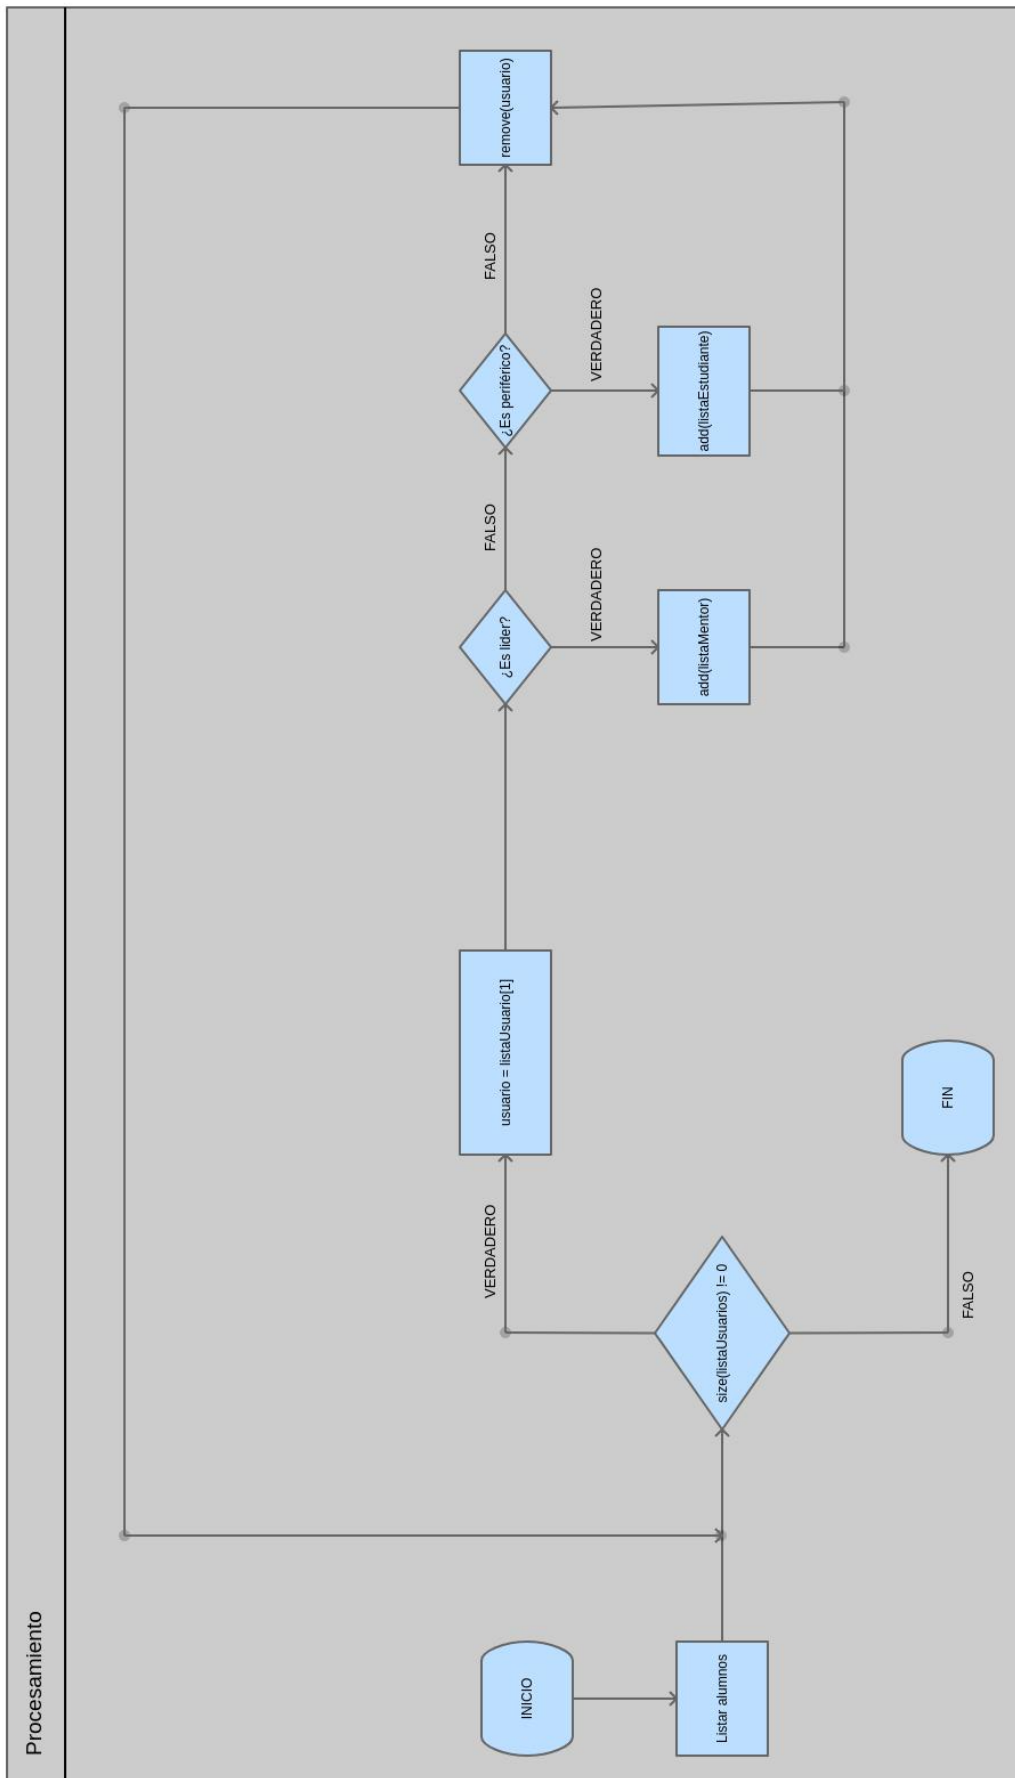 Procesamiento
INICIO
Listar alumnos
size(listaUsuarios) != 0
VERDADERO
FALSO
FIN
usuario = listaUsuario[1]
¿Es lider?
VERDADERO
FALSO
add(listaMentor)
¿Es periférico?
VERDADERO
FALSO
add(listaEstudiante)
remove(usuario)